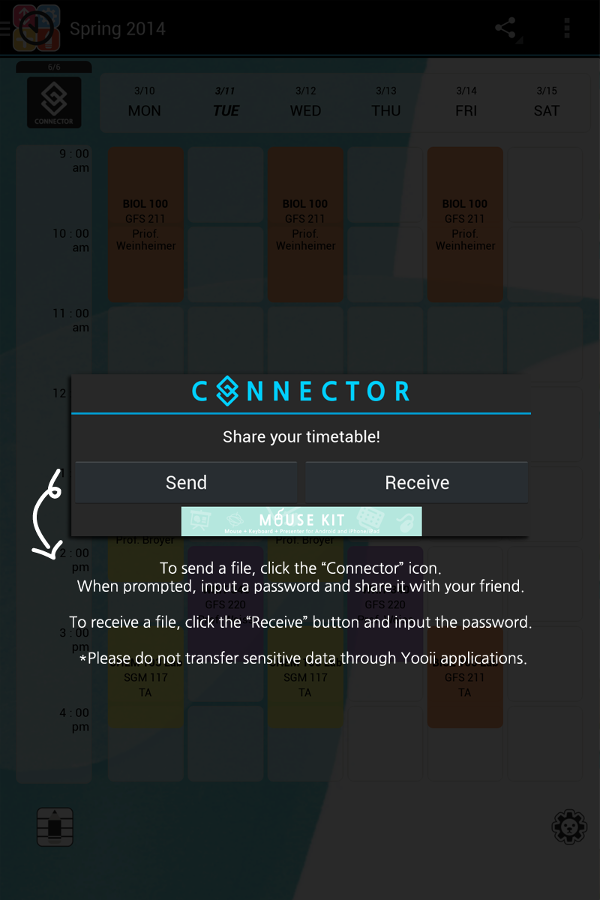 Spring 2014
6/6
CONNECTOR
3/10 3/11 3/12 3/13 3/14 3/15
MON TUE WED THU FRI SAT
9 : 00 am
BIOL 100 BIOL 100 BIOL 100
GFS 211 GFS 211 GFS 211
10 : 00 am
Priof. Weinheimer Priof. Weinheimer Priof. Weinheimer
11 : 00 am
12
CONNECTOR
Share your timetable!
Send Receive
MOUSE KIT
Mouse + Keyboard + Presenter for Android and iPhone/iPad
Prof. Broyer Prof. Broyer
2 : 00 pm
To send a file, click the “Connector” icon.
When prompted, input a password and share it with your friend.
GFS 220 GFS 220
To receive a file, click the “Receive” button and input the password.
3 : 00 pm
*Please do not transfer sensitive data through Yooii applications.
SGM 117 SGM 117 GFS 211
TA TA TA
4 : 00 pm